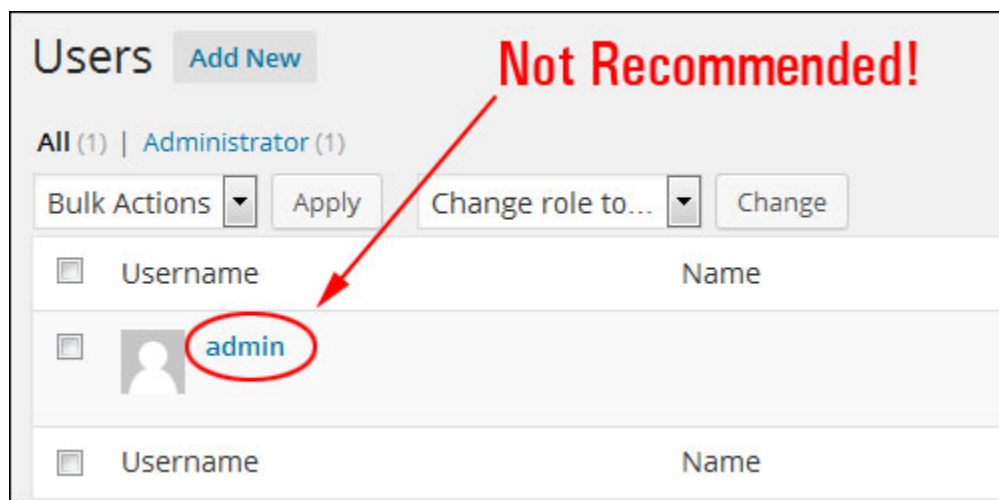 Users Add New
Not Recommended!
All (1) | Administrator (1)
Bulk Actions Apply Change role to... Change
Username Name
admin
Username Name